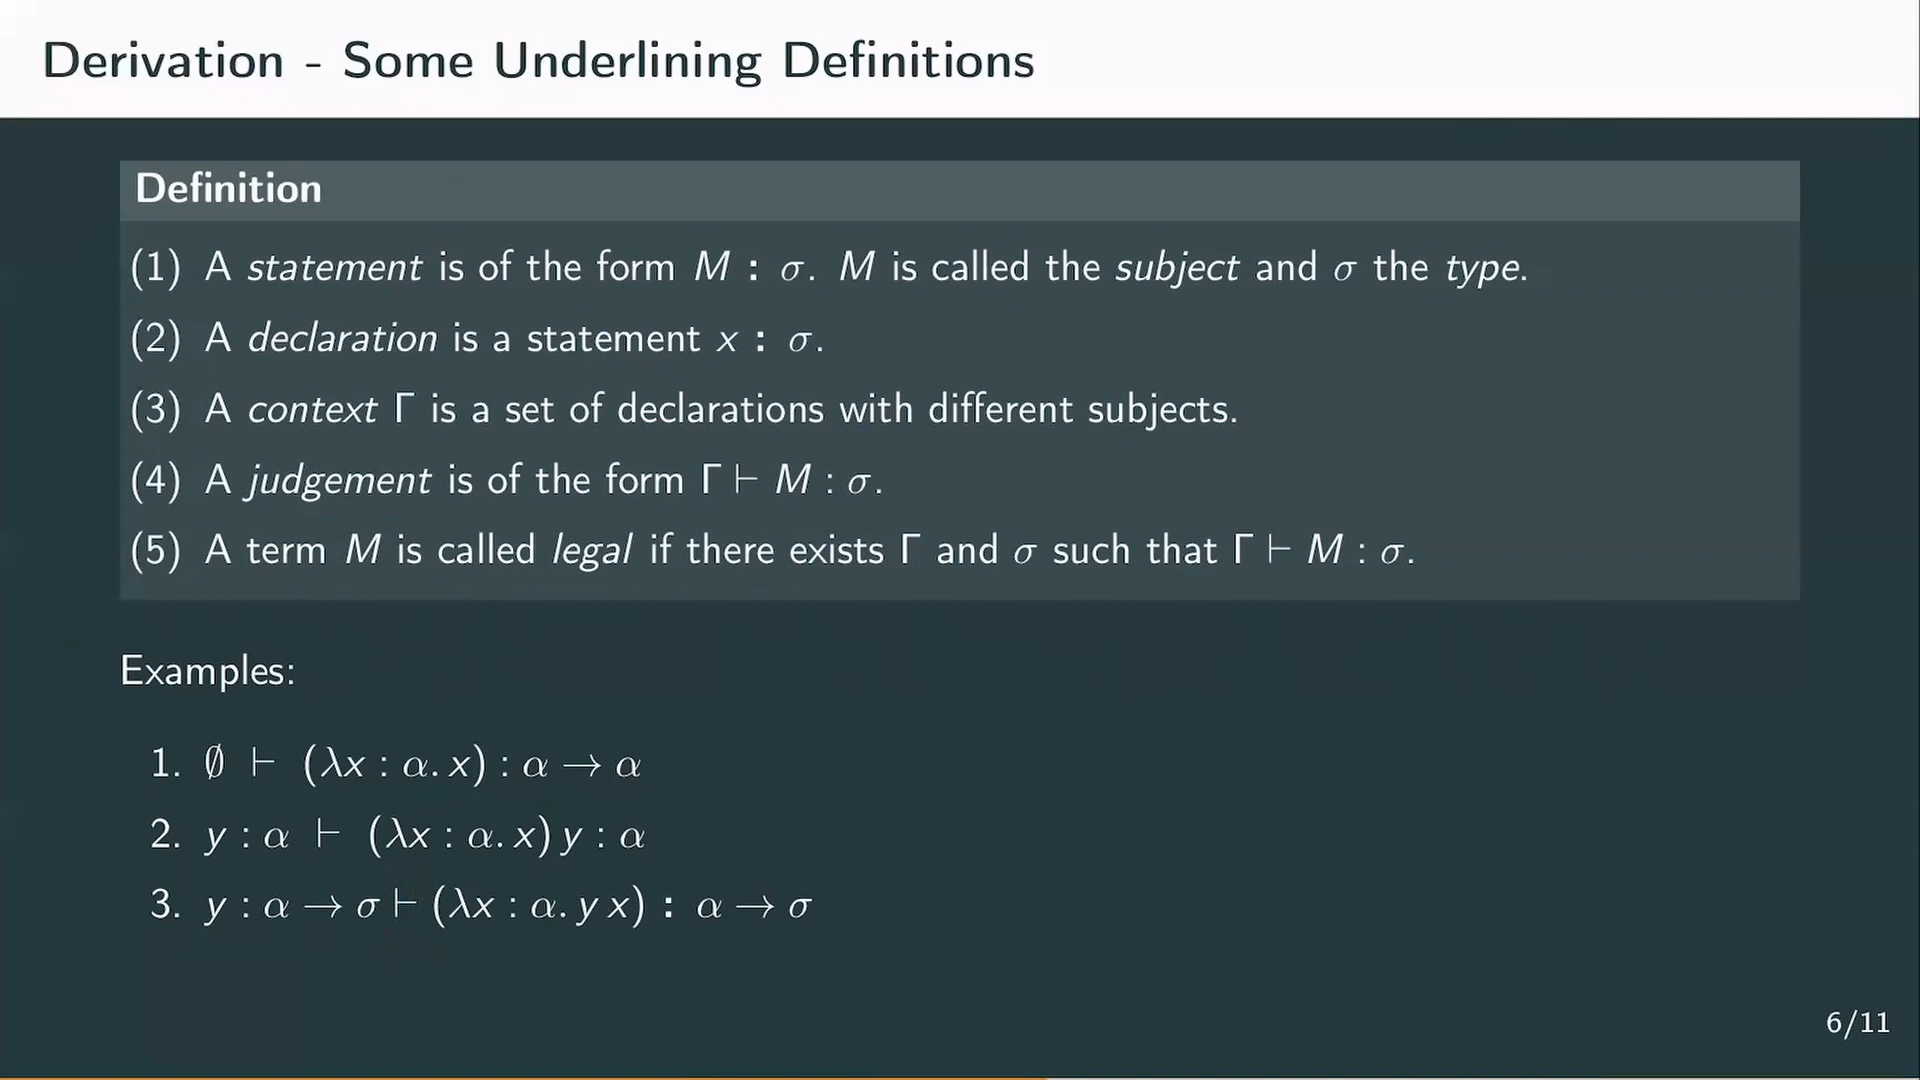 Derivation - Some Underlining Definitions
Definition
(1) A statement is of the form M : σ. M is called the subject and σ the type.
(2) A declaration is a statement x : σ.
(3) A context Γ is a set of declarations with different subjects.
(4) A judgement is of the form Γ ⊢ M : σ.
(5) A term M is called legal if there exists Γ and σ such that Γ ⊢ M : σ.
Examples:
1. ∅ ⊢ (λx : α. x) : α → α
2. y : α ⊢ (λx : α. x) y : α
3. y : α → σ ⊢ (λx : α. y x) : α → σ
6/11